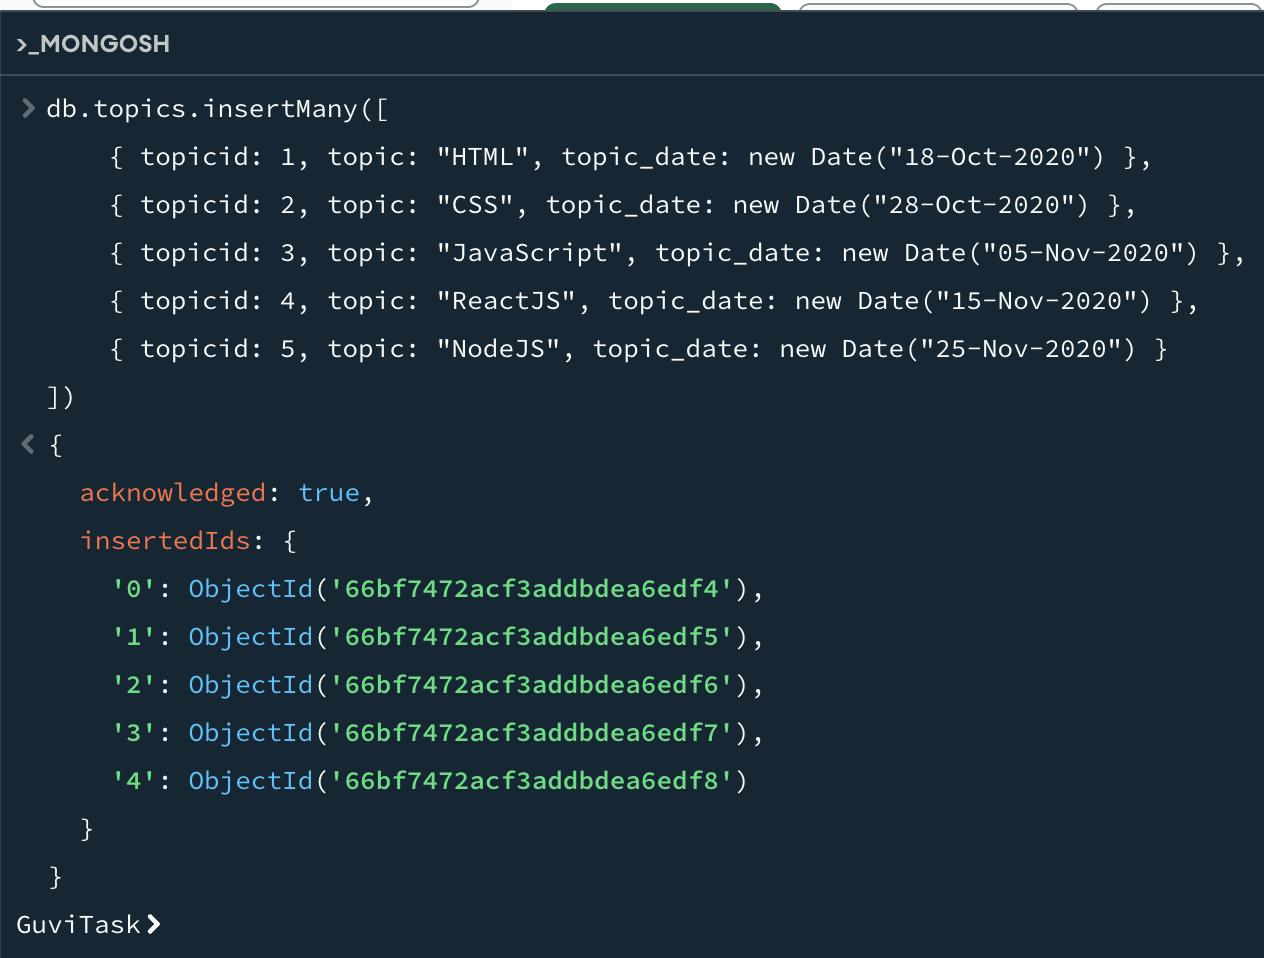 >_MONGOSH
> db.topics.insertMany([
{ topicid: 1, topic: "HTML", topic_date: new Date("18-Oct-2020") },
{ topicid: 2, topic: "CSS", topic_date: new Date("28-Oct-2020") },
{ topicid: 3, topic: "JavaScript", topic_date: new Date("05-Nov-2020") },
{ topicid: 4, topic: "ReactJS", topic_date: new Date("15-Nov-2020") },
{ topicid: 5, topic: "NodeJS", topic_date: new Date("25-Nov-2020") }
])
< {
acknowledged: true,
insertedIds: {
'0': ObjectId('66bf7472acf3addbdea6edf4'),
'1': ObjectId('66bf7472acf3addbdea6edf5'),
'2': ObjectId('66bf7472acf3addbdea6edf6'),
'3': ObjectId('66bf7472acf3addbdea6edf7'),
'4': ObjectId('66bf7472acf3addbdea6edf8')
}
}
GuviTask>